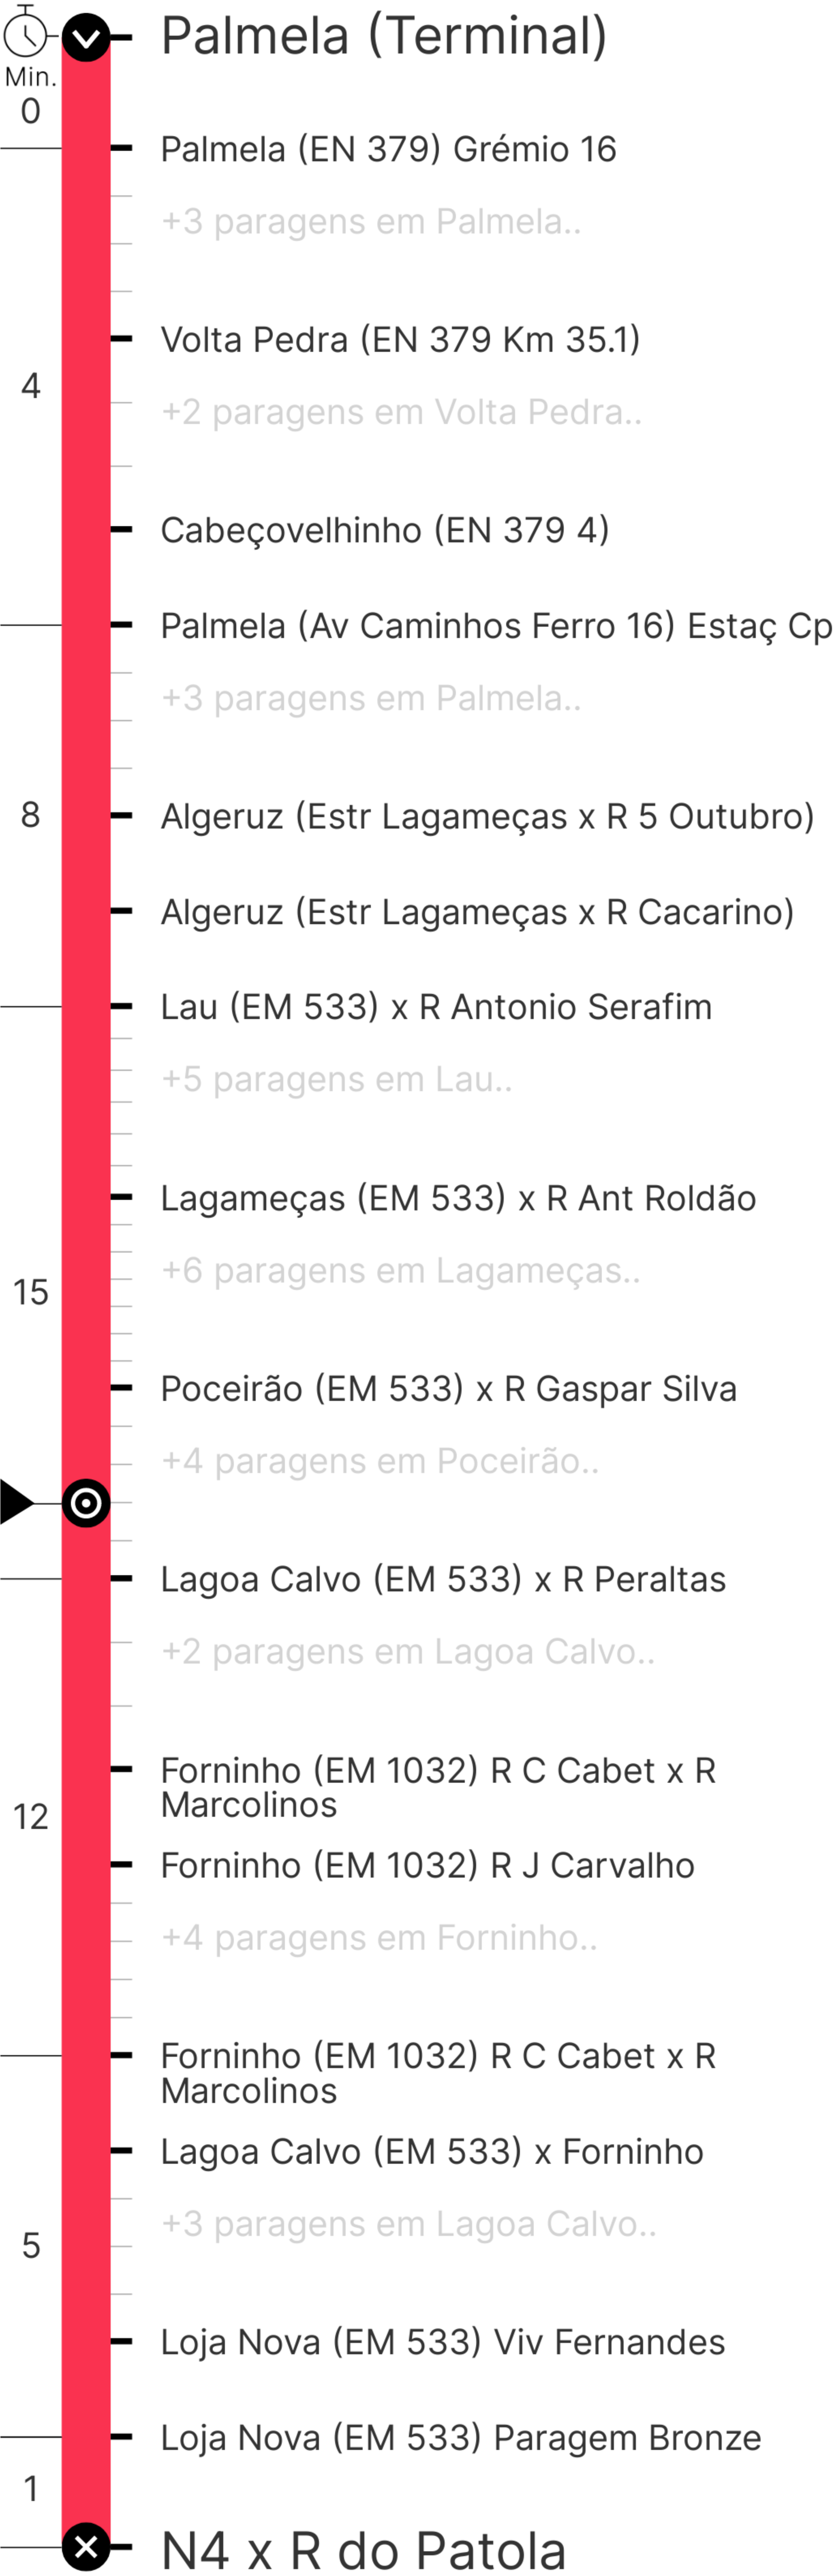 Palmela (Terminal)
Min.
0
Palmela (EN 379) Grémio 16
+3 paragens em Palmela..
Volta Pedra (EN 379 Km 35.1)
4
+2 paragens em Volta Pedra..
Cabeçovelhinho (EN 379 4)
Palmela (Av Caminhos Ferro 16) Estaç Cp
+3 paragens em Palmela..
8
Algeruz (Estr Lagameças x R 5 Outubro)
Algeruz (Estr Lagameças x R Cacarino)
Lau (EM 533) x R Antonio Serafim
+5 paragens em Lau..
Lagameças (EM 533) x R Ant Roldão
+6 paragens em Lagameças..
15
Poceirão (EM 533) x R Gaspar Silva
+4 paragens em Poceirão..
Lagoa Calvo (EM 533) x R Peraltas
+2 paragens em Lagoa Calvo..
Forninho (EM 1032) R C Cabet x R
Marcolinos
12
Forninho (EM 1032) R J Carvalho
+4 paragens em Forninho..
Forninho (EM 1032) R C Cabet x R
Marcolinos
Lagoa Calvo (EM 533) x Forninho
+3 paragens em Lagoa Calvo..
5
Loja Nova (EM 533) Viv Fernandes
Loja Nova (EM 533) Paragem Bronze
1
N4 x R do Patola